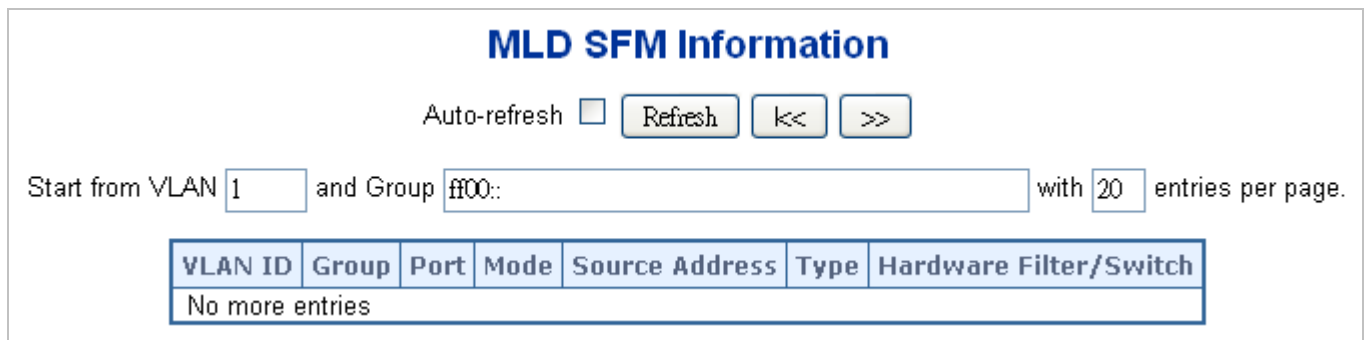 MLD SFM Information
Auto-refresh Refresh |<< >>
Start from VLAN 1 and Group ff00:: with 20 entries per page.
VLAN ID Group Port Mode Source Address Type Hardware Filter/Switch
No more entries